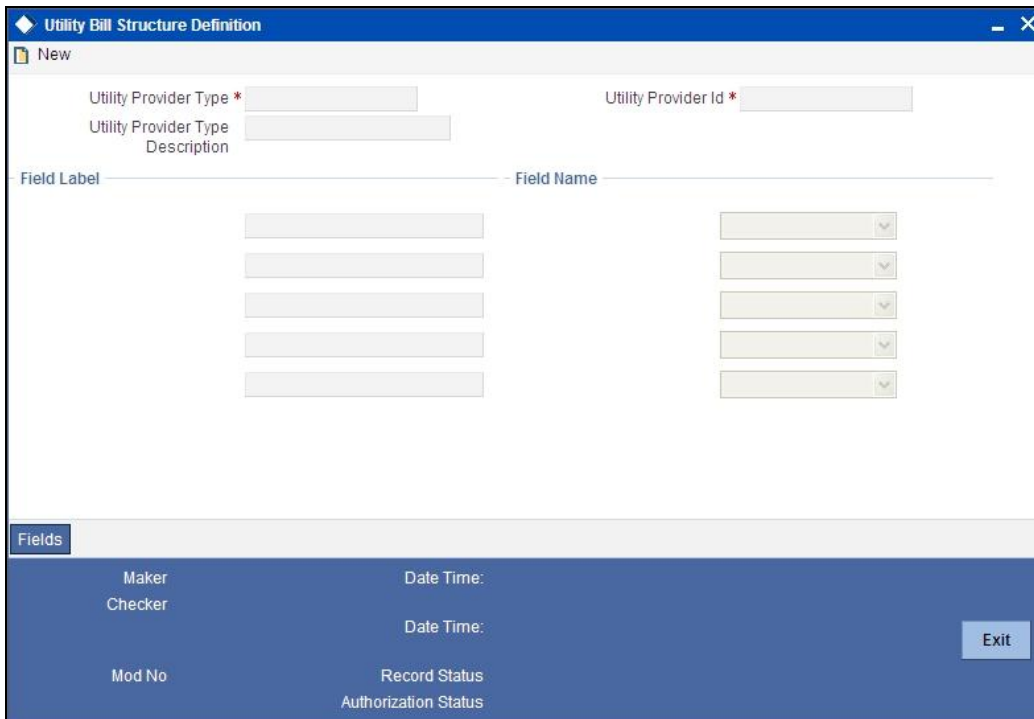 Utility Bill Structure Definition
New
Utility Provider Type *
Utility Provider Id *
Utility Provider Type
Description
Field Label
Field Name
Fields
Maker
Date Time:
Checker
Date Time:
Exit
Mod No
Record Status
Authorization Status